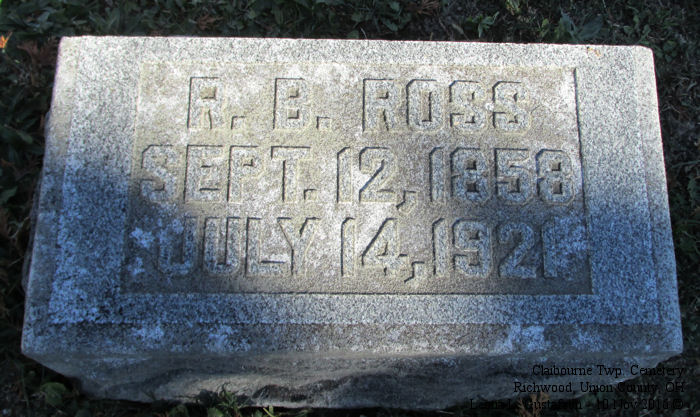 R. B. ROSS
SEPT. 12, 1858
JULY 14, 1921
Claibourne Twp. Cemetery
Richwood, Union County, OH